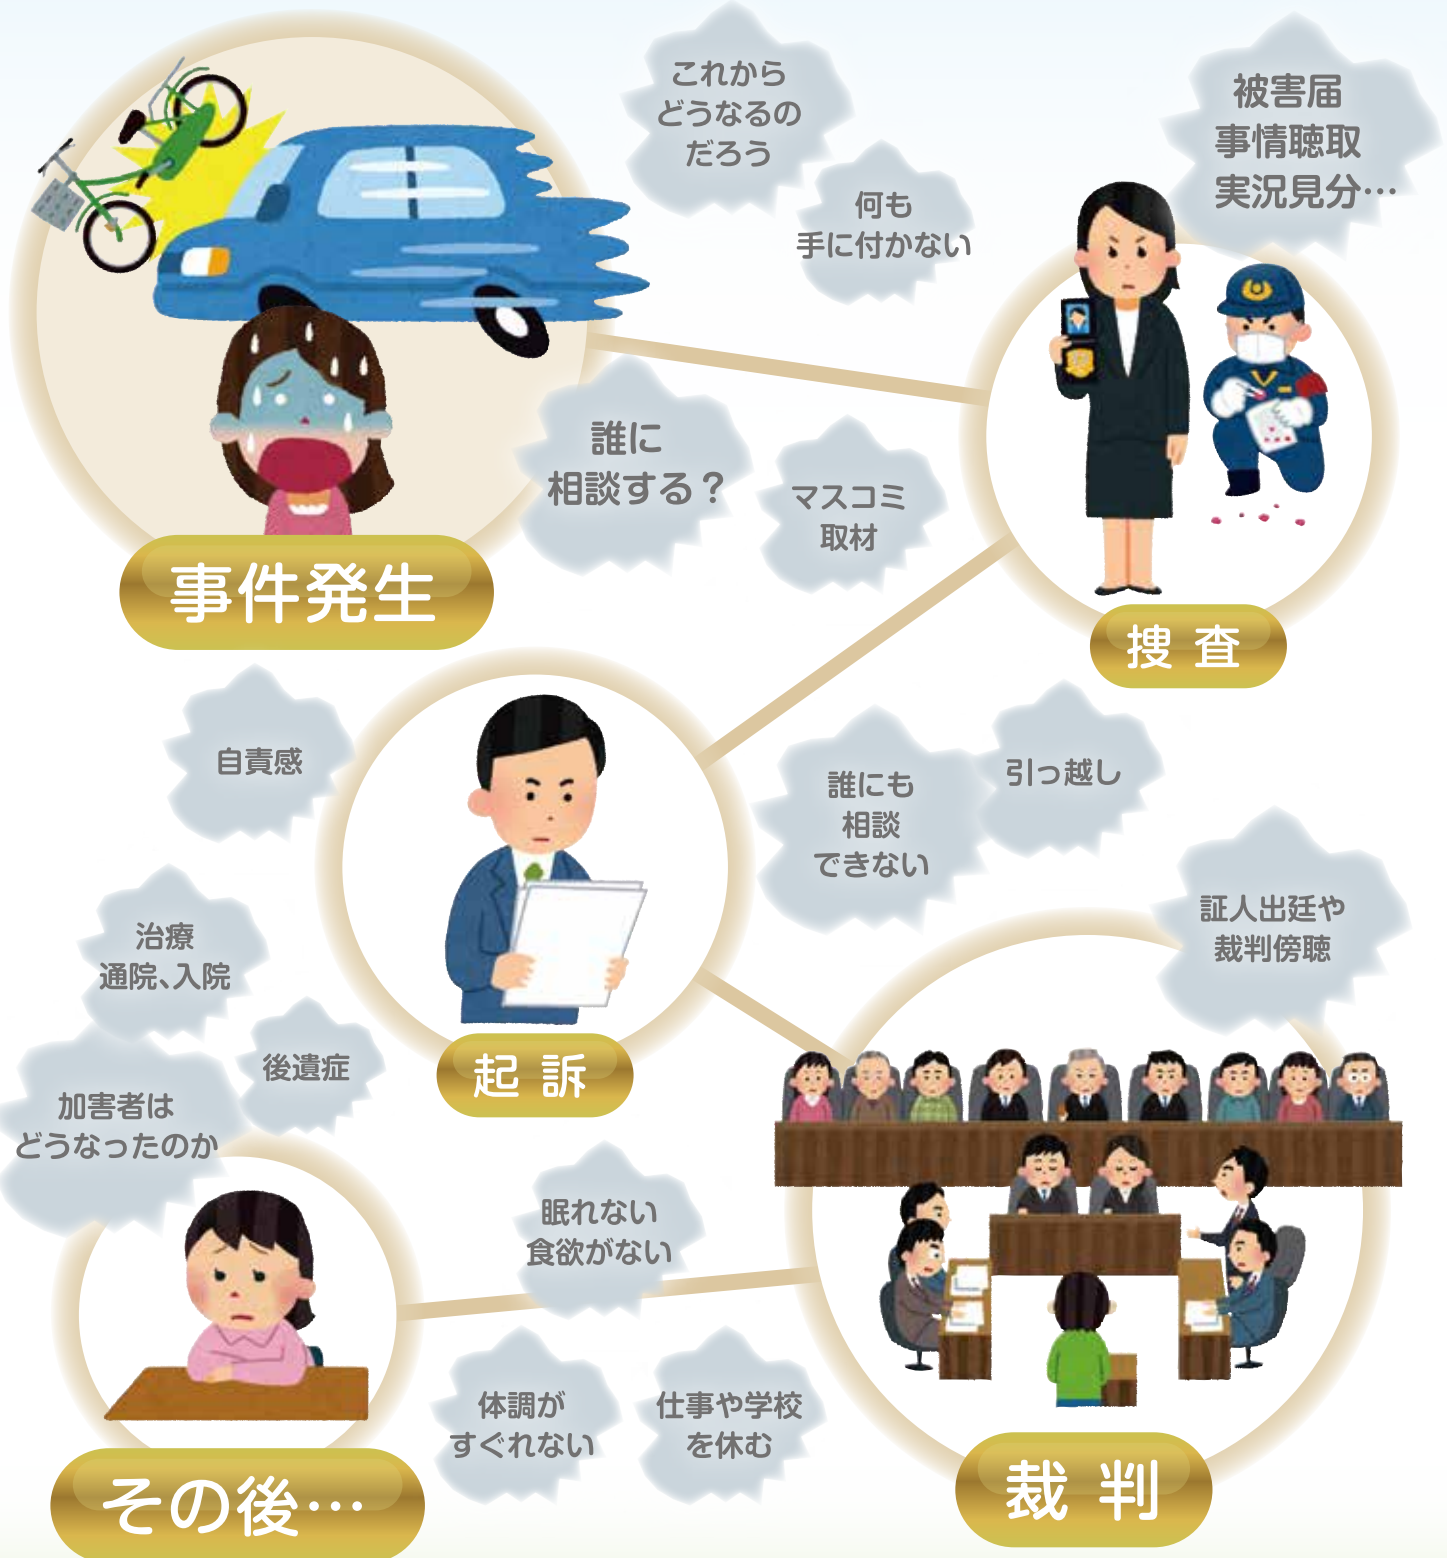 これから
どうなるの
だろう
何も
手に付かない
被害届
事情聴取
実況見分…
誰に
相談する？
マスコミ
取材
事件発生
捜査
自責感
誰にも
相談
できない
引っ越し
証人出廷や
裁判傍聴
治療
通院、入院
後遺症
起訴
加害者は
どうなったのか
眠れない
食欲がない
体調が
すぐれない
仕事や学校
を休む
その後…
裁判